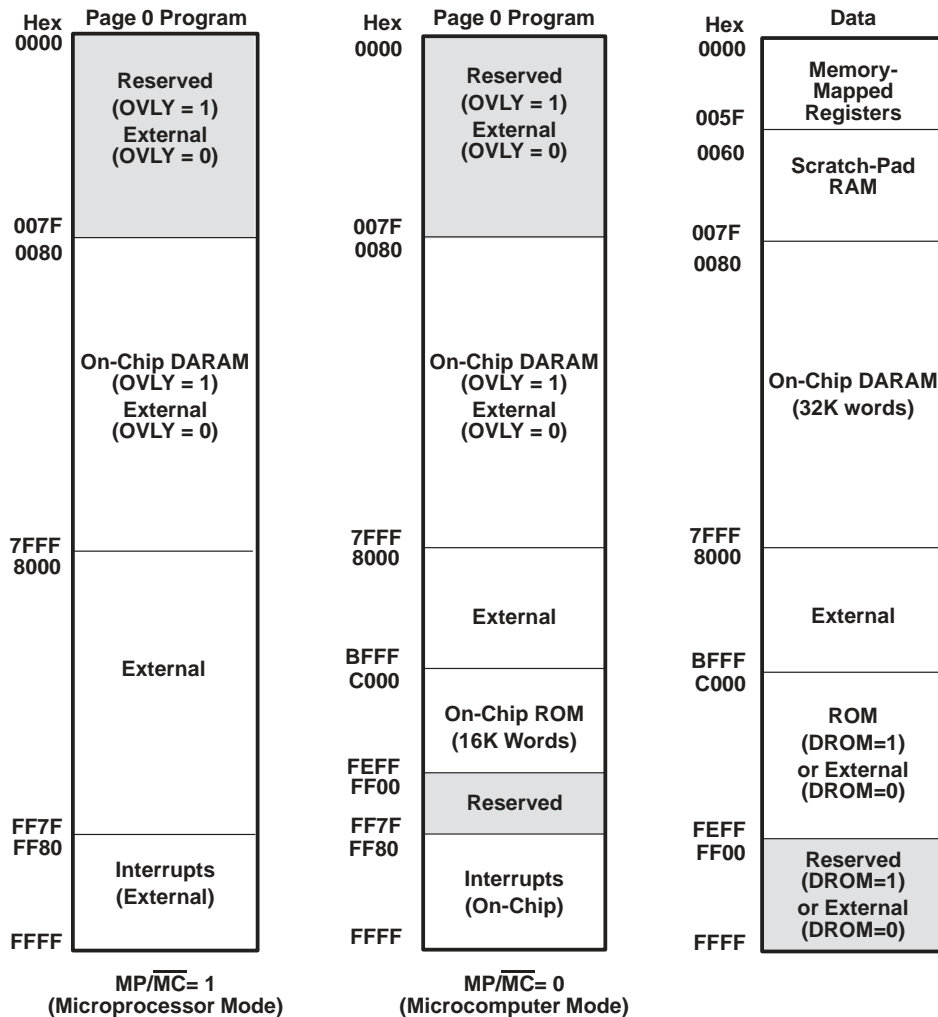 Hex
Page 0 Program
0000
Reserved
(OVLY = 1)
External
(OVLY = 0)
007F
0080
On-Chip DARAM
(OVLY = 1)
External
(OVLY = 0)
7FFF
8000
External
FF7F
FF80
Interrupts
(External)
FFFF
MP/M̅C̅= 1
(Microprocessor Mode)
Hex
Page 0 Program
0000
Reserved
(OVLY = 1)
External
(OVLY = 0)
007F
0080
On-Chip DARAM
(OVLY = 1)
External
(OVLY = 0)
7FFF
8000
External
BFFF
C000
On-Chip ROM
(16K Words)
FEFF
FF00
Reserved
FF7F
FF80
Interrupts
(On-Chip)
FFFF
MP/M̅C̅= 0
(Microcomputer Mode)
Hex
Data
0000
Memory-
Mapped
Registers
005F
0060
Scratch-Pad
RAM
007F
0080
On-Chip DARAM
(32K words)
7FFF
8000
External
BFFF
C000
ROM
(DROM=1)
or External
(DROM=0)
FEFF
FF00
Reserved
(DROM=1)
or External
(DROM=0)
FFFF